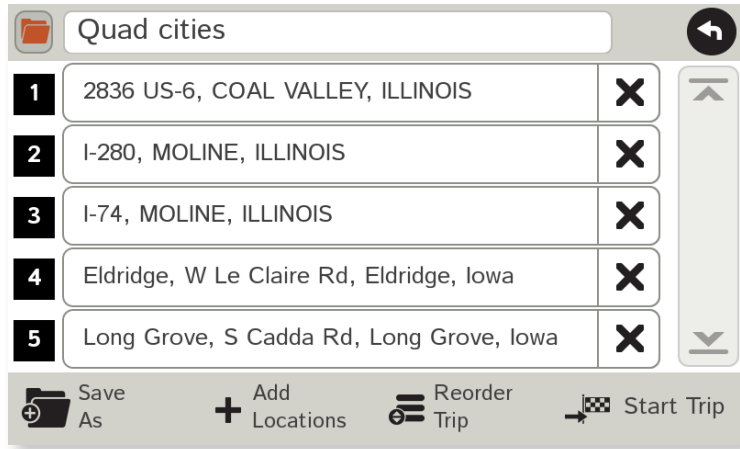 Quad cities
1 2836 US-6, COAL VALLEY, ILLINOIS
2 I-280, MOLINE, ILLINOIS
3 I-74, MOLINE, ILLINOIS
4 Eldridge, W Le Claire Rd, Eldridge, Iowa
5 Long Grove, S Cadda Rd, Long Grove, Iowa
Save
As
Add
Locations
Reorder
Trip
Start Trip